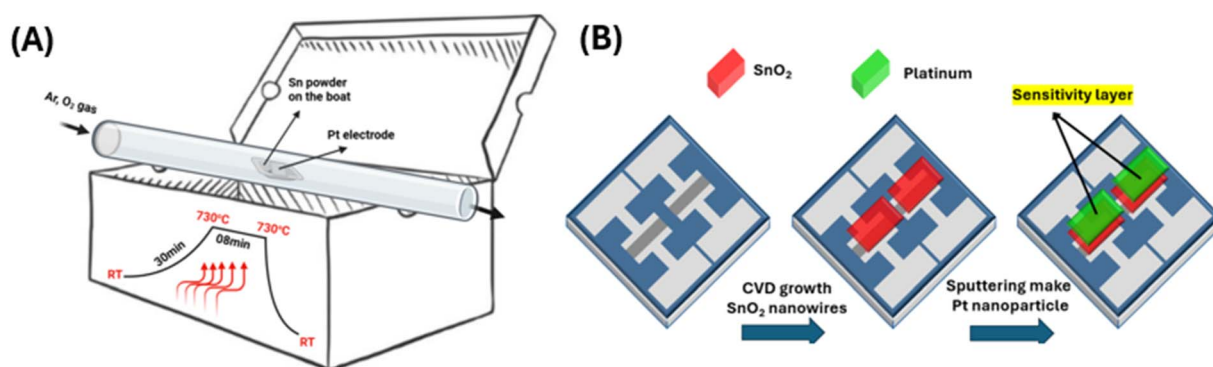 (A)
Ar, O₂ gas
Sn powder
on the boat
Pt electrode
730°C
730°C
08min
30min
RT
RT
(B)
SnO₂
Platinum
Sensitivity layer
CVD growth
SnO₂ nanowires
Sputtering make
Pt nanoparticle